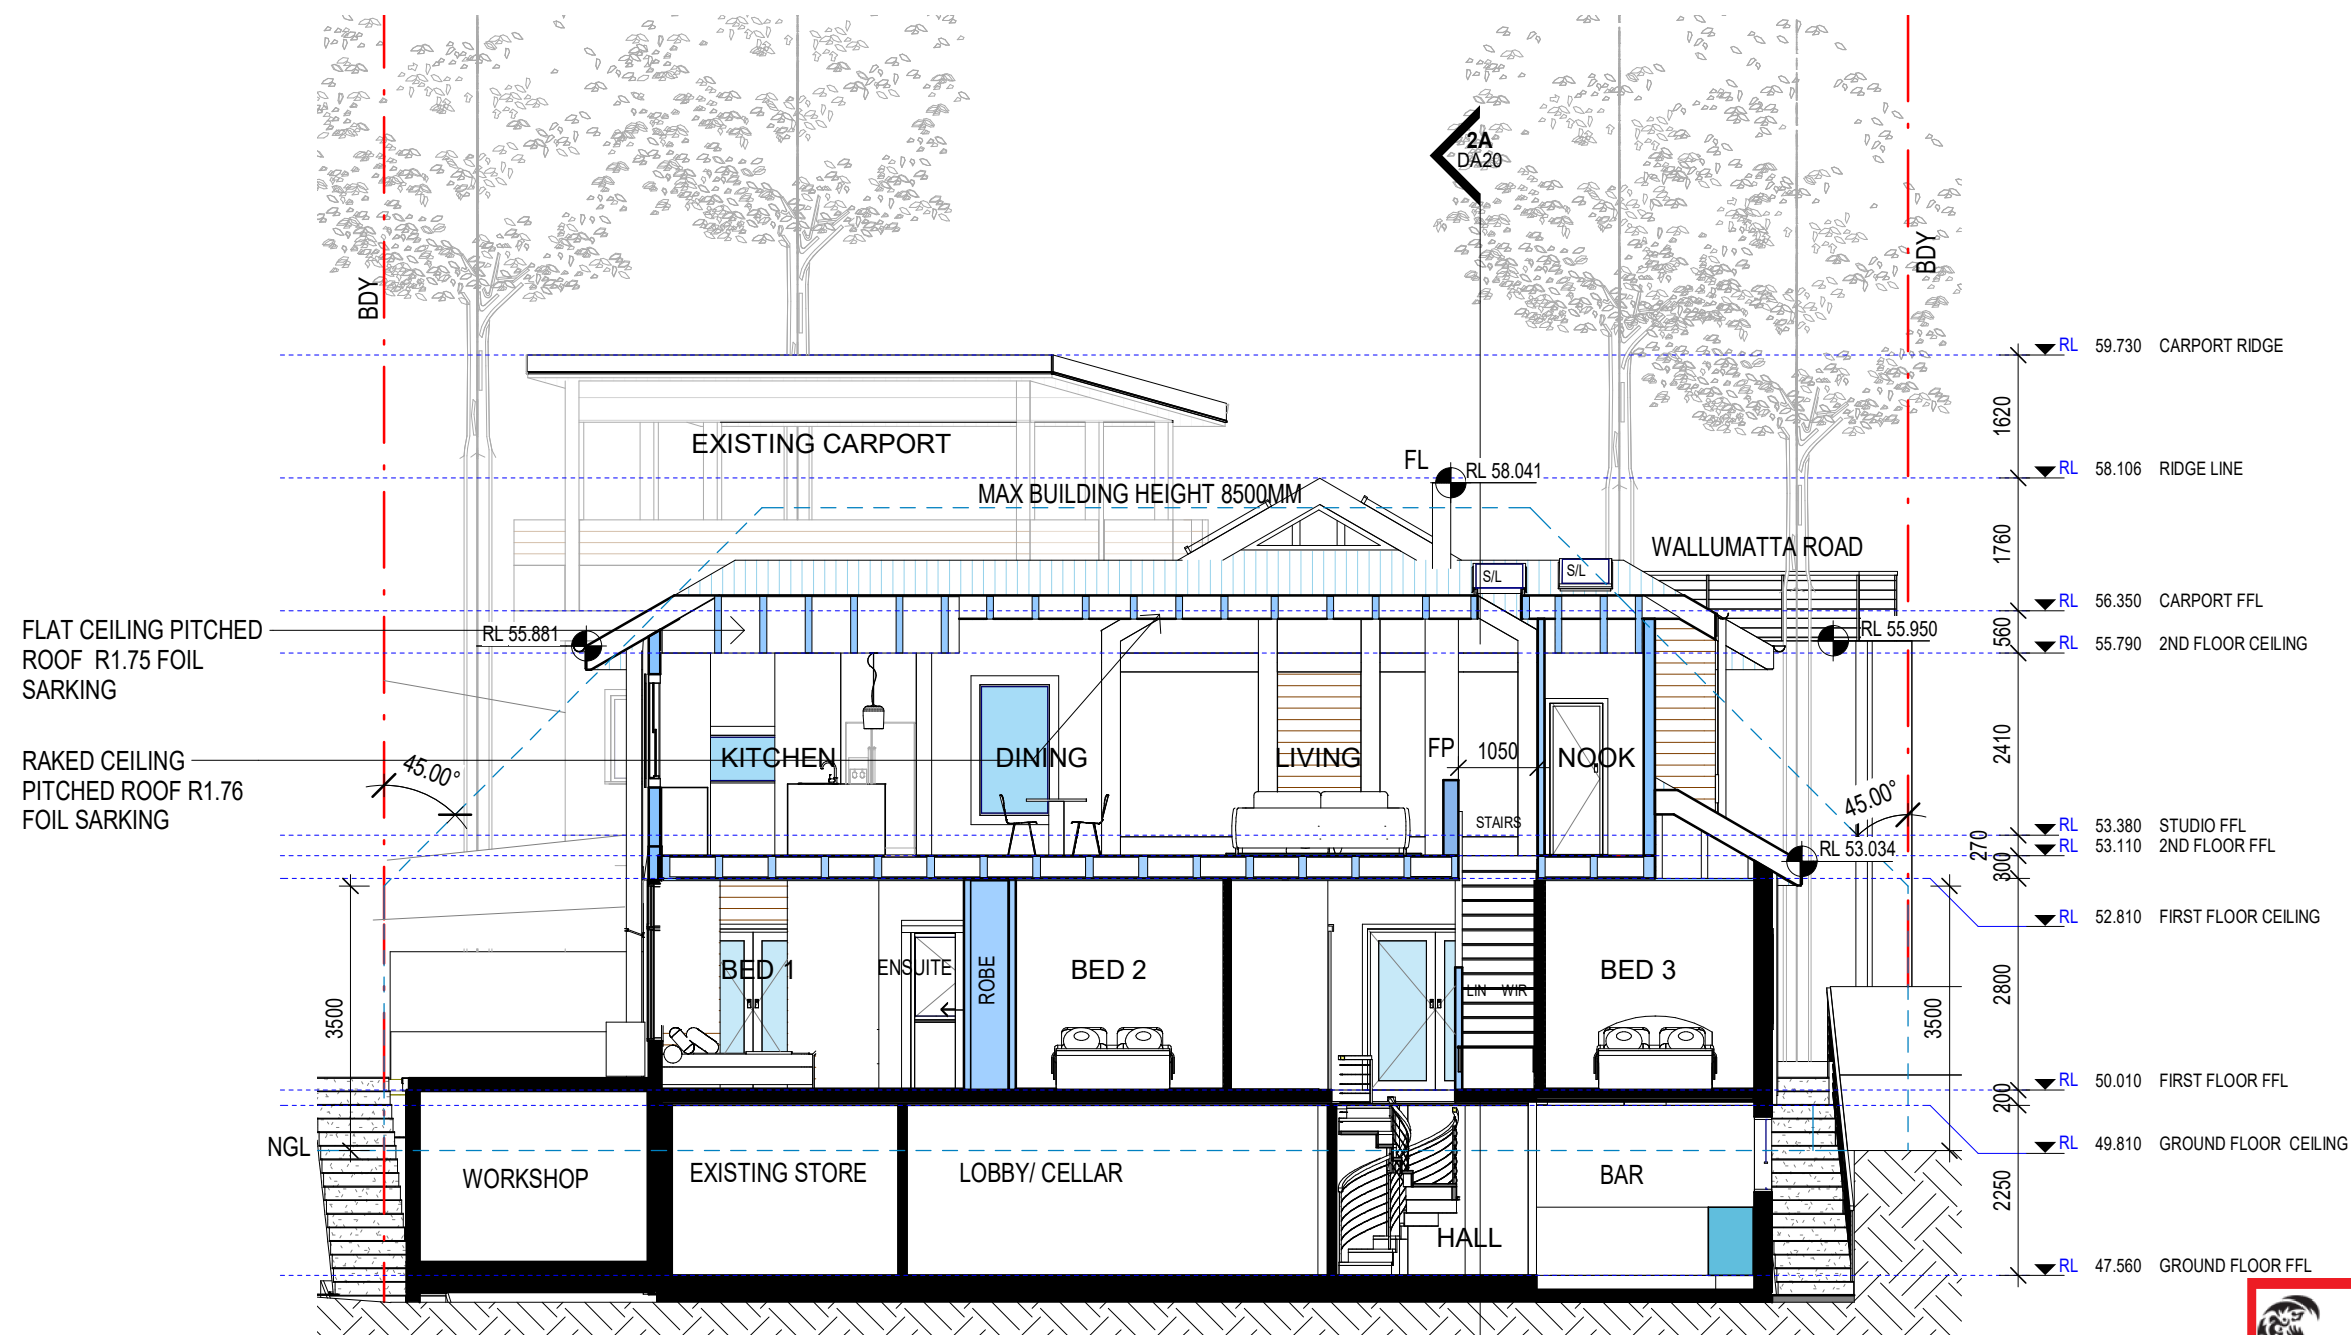 2A
DA20
BDY
BDY
RL 59.730 CARPORT RIDGE
1620
EXISTING CARPORT
FL
RL 58.041
RL 58.106 RIDGE LINE
MAX BUILDING HEIGHT 8500MM
1760
WALLUMATTA ROAD
S/L
S/L
RL 56.350 CARPORT FFL
FLAT CEILING PITCHED
ROOF R1.75 FOIL
SARKING
RL 55.881
RL 55.950
560
RL 55.790 2ND FLOOR CEILING
RAKED CEILING
PITCHED ROOF R1.76
FOIL SARKING
45.00°
KITCHEN
DINING
LIVING
FP
1050
NOOK
2410
45.00°
STAIRS
RL 53.380 STUDIO FFL
270
RL 53.110 2ND FLOOR FFL
RL 53.034
300
RL 52.810 FIRST FLOOR CEILING
BED 1
ENSUITE
ROBE
BED 2
LIN
WIR
BED 3
2800
3500
3500
RL 50.010 FIRST FLOOR FFL
200
NGL
RL 49.810 GROUND FLOOR CEILING
WORKSHOP
EXISTING STORE
LOBBY/ CELLAR
BAR
2250
HALL
RL 47.560 GROUND FLOOR FFL